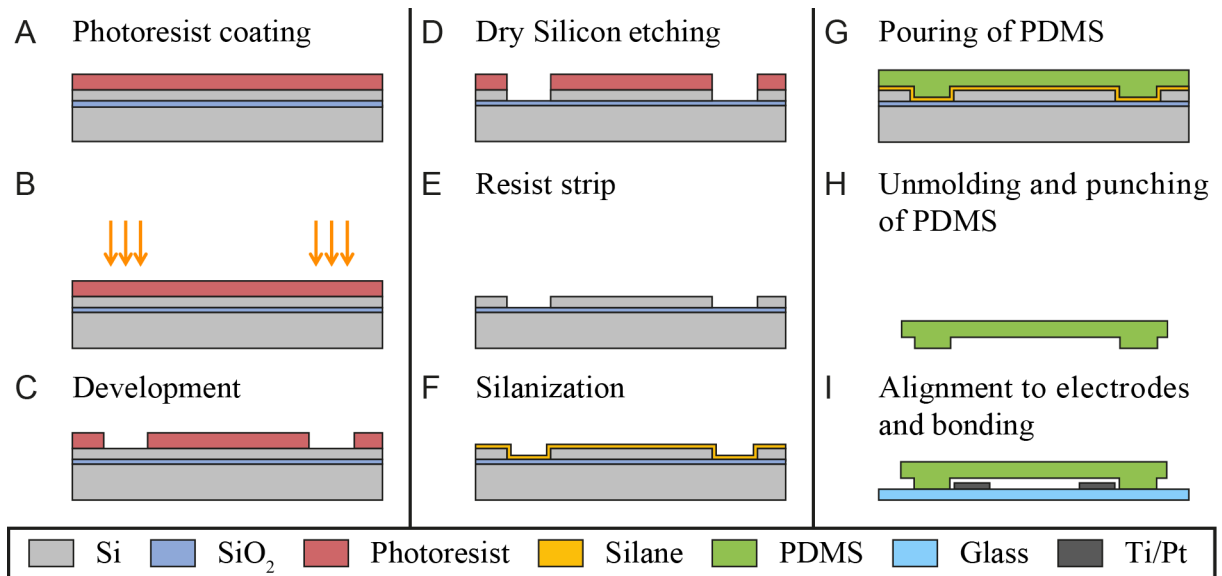 A Photoresist coating
B
C Development
D Dry Silicon etching
E Resist strip
F Silanization
G Pouring of PDMS
H Unmolding and punching
of PDMS
I Alignment to electrodes
and bonding
Si SiO₂ Photoresist Silane PDMS Glass Ti/Pt